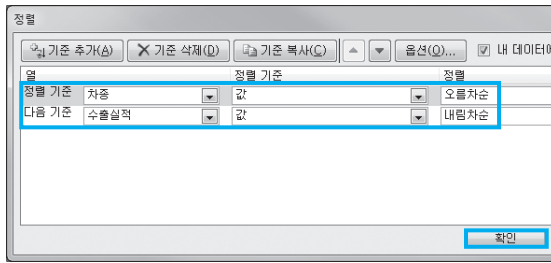 정렬
기준 추가(A) 기준 삭제(D) 기준 복사(C) 옵션(O)... 내 데이터에
열 정렬 기준 정렬
정렬 기준 차종 값 오름차순
다음 기준 수출실적 값 내림차순
확인